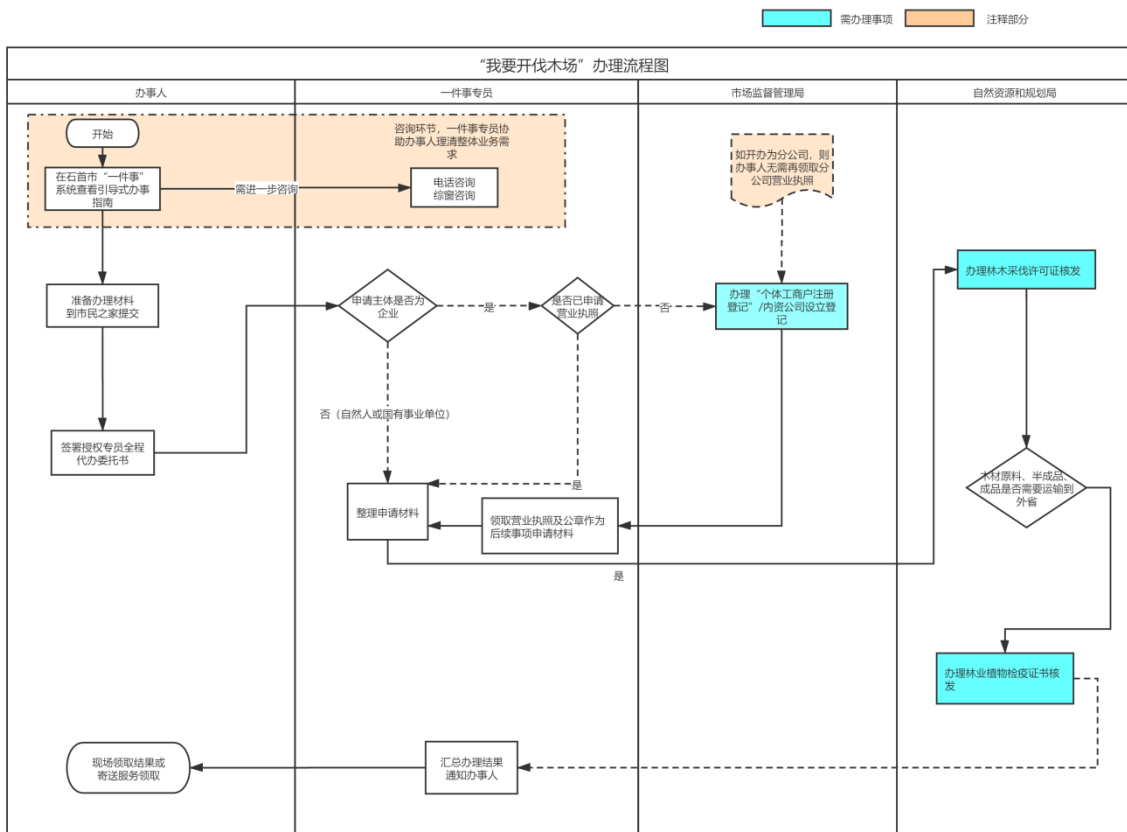 需办理事项
注释部分
“我要开伐木场”办理流程图
办事人
一件事专员
市场监督管理局
自然资源和规划局
开始
咨询环节，一件事专员协
助办事人理清整体业务需
求
在石首市“一件事”
系统查看引导式办事
指南
需进一步咨询
电话咨询
综窗咨询
如开办为分公司，则
办事人无需再领取分
公司营业执照
办理林木采伐许可证核发
准备办理材料
到市民之家提交
申请主体是否为
企业
是
是否已申请
营业执照
否
办理“个体工商户注册
登记”/内资公司设立登
记
否（自然人或国有事业单位）
签署授权专员全程
代办委托书
是
整理申请材料
领取营业执照及公章作为
后续事项申请材料
木材原料、半成品、
成品是否需要运输到
外省
是
办理林业植物检疫证书核
发
现场领取结果或
寄送服务领取
汇总办理结果
通知办事人